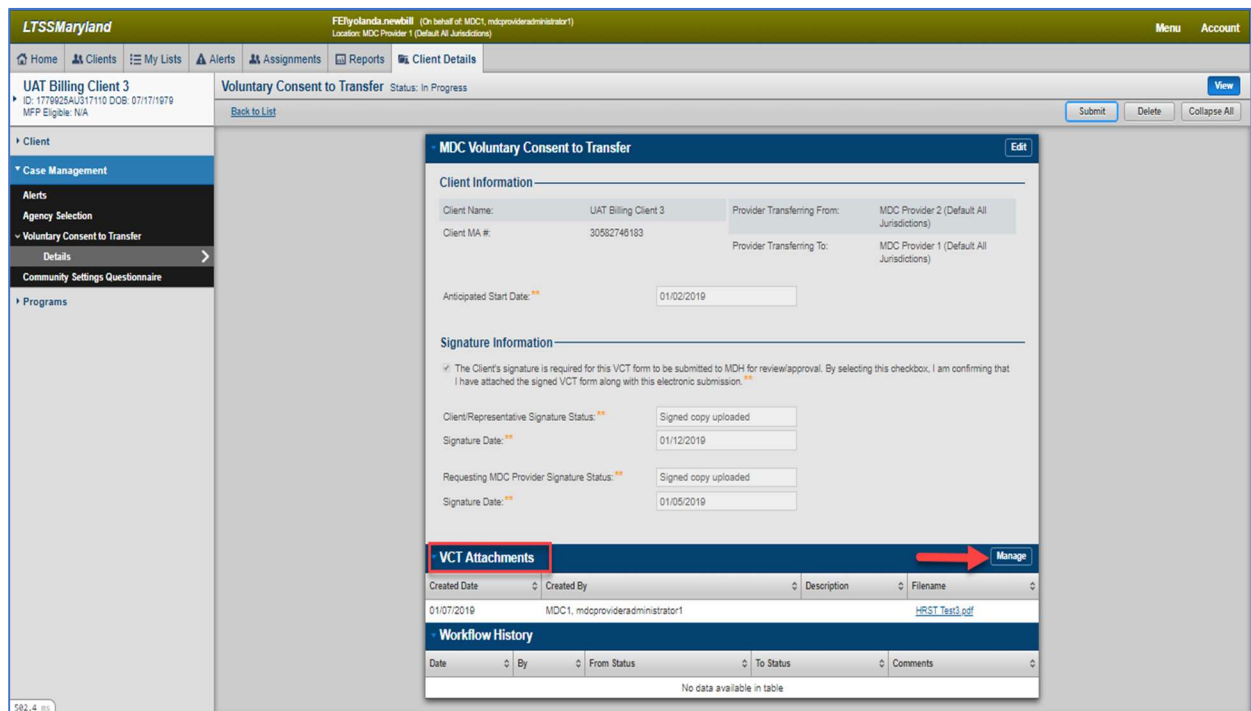 LTSSMaryland
FEI\yolanda.newbill (On behalf of: MDC1, mdcprovideradministrator1)
Location: MDC Provider 1 (Default All Jurisdictions)
Menu Account
Home Clients My Lists Alerts Assignments Reports Client Details
UAT Billing Client 3
ID: 1779925AU317110 DOB: 07/17/1979
MFP Eligible: N/A
Voluntary Consent to Transfer Status: In Progress
View
Back to List
Submit Delete Collapse All
Client
Case Management
Alerts
Agency Selection
Voluntary Consent to Transfer
Details
Community Settings Questionnaire
Programs
MDC Voluntary Consent to Transfer
Edit
Client Information
Client Name: UAT Billing Client 3 Provider Transferring From: MDC Provider 2 (Default All
Jurisdictions)
Client MA #: 30582746183
Provider Transferring To: MDC Provider 1 (Default All
Jurisdictions)
Anticipated Start Date: ** 01/02/2019
Signature Information
The Client's signature is required for this VCT form to be submitted to MDH for review/approval. By selecting this checkbox, I am confirming that
I have attached the signed VCT form along with this electronic submission. **
Client/Representative Signature Status: ** Signed copy uploaded
Signature Date: ** 01/12/2019
Requesting MDC Provider Signature Status: ** Signed copy uploaded
Signature Date: ** 01/05/2019
VCT Attachments
Manage
Created Date Created By Description Filename
01/07/2019 MDC1, mdcprovideradministrator1 HRST Test3.pdf
Workflow History
Date By From Status To Status Comments
No data available in table
502.4 ms